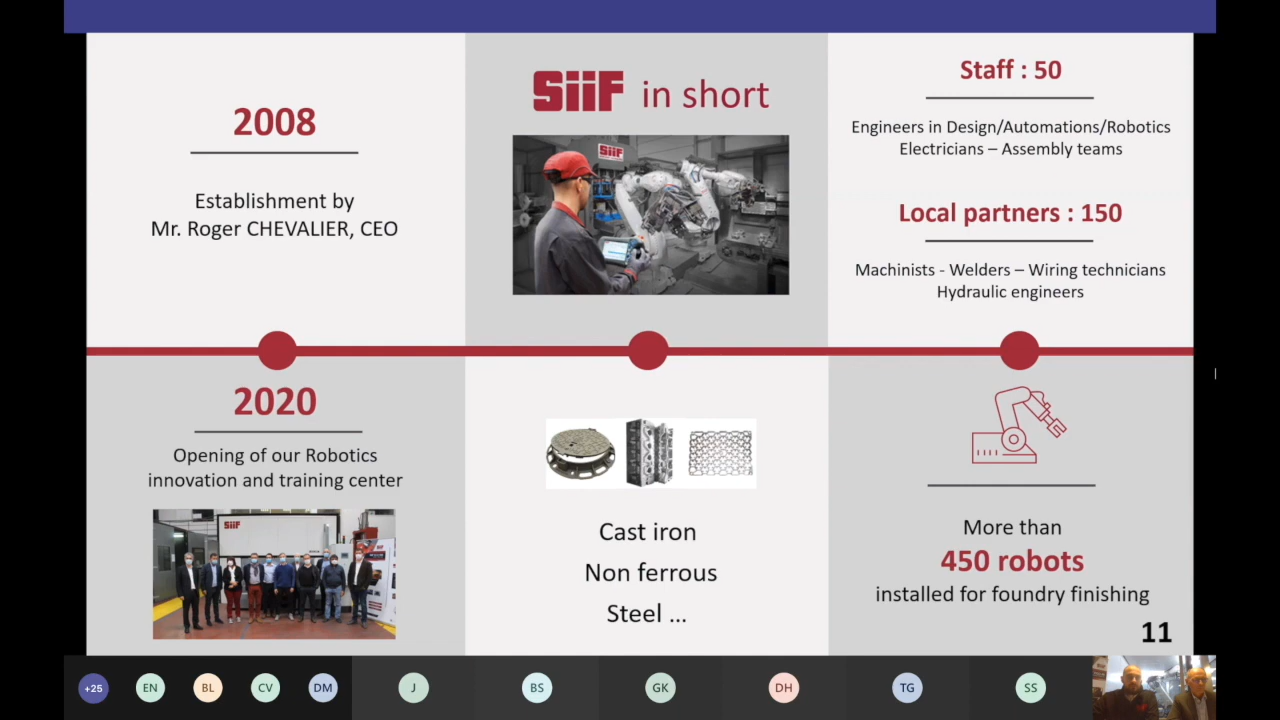 2008
Establishment by
Mr. Roger CHEVALIER, CEO
SiiF in short
SiiF
Staff : 50
Engineers in Design/Automations/Robotics
Electricians – Assembly teams
Local partners : 150
Machinists - Welders – Wiring technicians
Hydraulic engineers
2020
Opening of our Robotics
innovation and training center
SiiF
Cast iron
Non ferrous
Steel ...
More than
450 robots
installed for foundry finishing
11
+25
EN
BL
CV
DM
J
BS
GK
DH
TG
SS